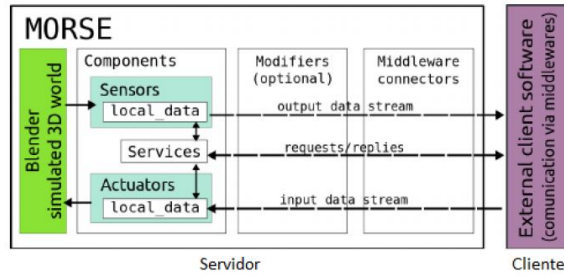 MORSE
Blender
simulated 3D world
Components
Sensors
local_data
Services
Actuators
local_data
Modifiers
(optional)
Middleware
connectors
output data stream
requests/replies
input data stream
External client software
(comunication via middlewares)
Servidor
Cliente